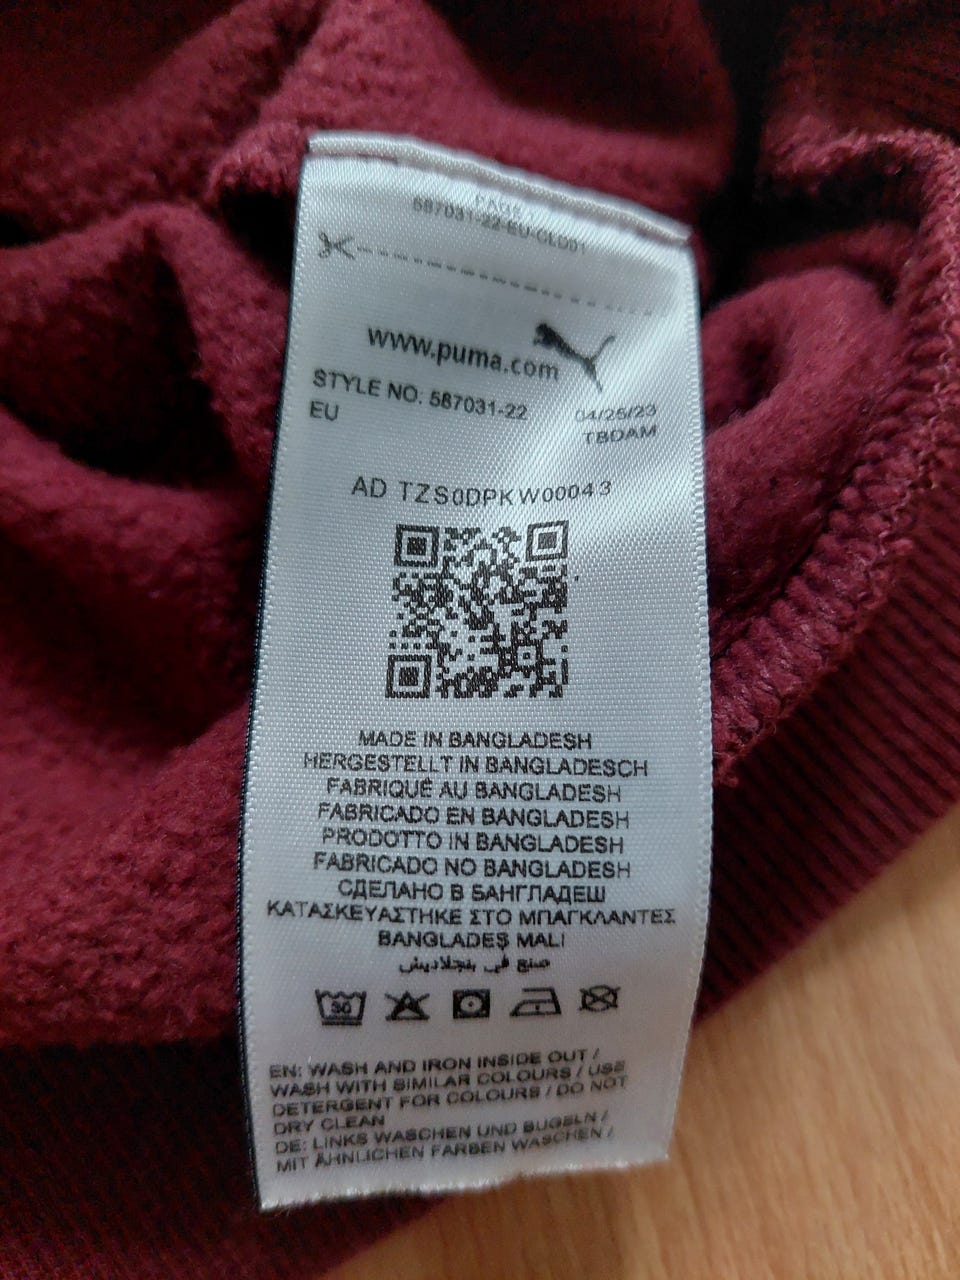 587031-22-EU-CLD01
www.puma.com
STYLE NO. 587031-22 04/25/23
EU TBDAM
AD TZS0DPKW00043
MADE IN BANGLADESH
HERGESTELLT IN BANGLADESCH
FABRIQUÉ AU BANGLADESH
FABRICADO EN BANGLADESH
PRODOTTO IN BANGLADESH
FABRICADO NO BANGLADESH
СДЕЛАНО В БАНГЛАДЕШ
ΚΑΤΑΣΚΕΥΑΣΤΗΚΕ ΣΤΟ ΜΠΑΓΚΛΑΝΤΕΣ
BANGLADEŞ MALI
صنع في بنجلاديش
30
EN: WASH AND IRON INSIDE OUT /
WASH WITH SIMILAR COLOURS / USE
DETERGENT FOR COLOURS / DO NOT
DRY CLEAN
DE: LINKS WASCHEN UND BÜGELN /
MIT ÄHNLICHEN FARBEN WASCHEN /